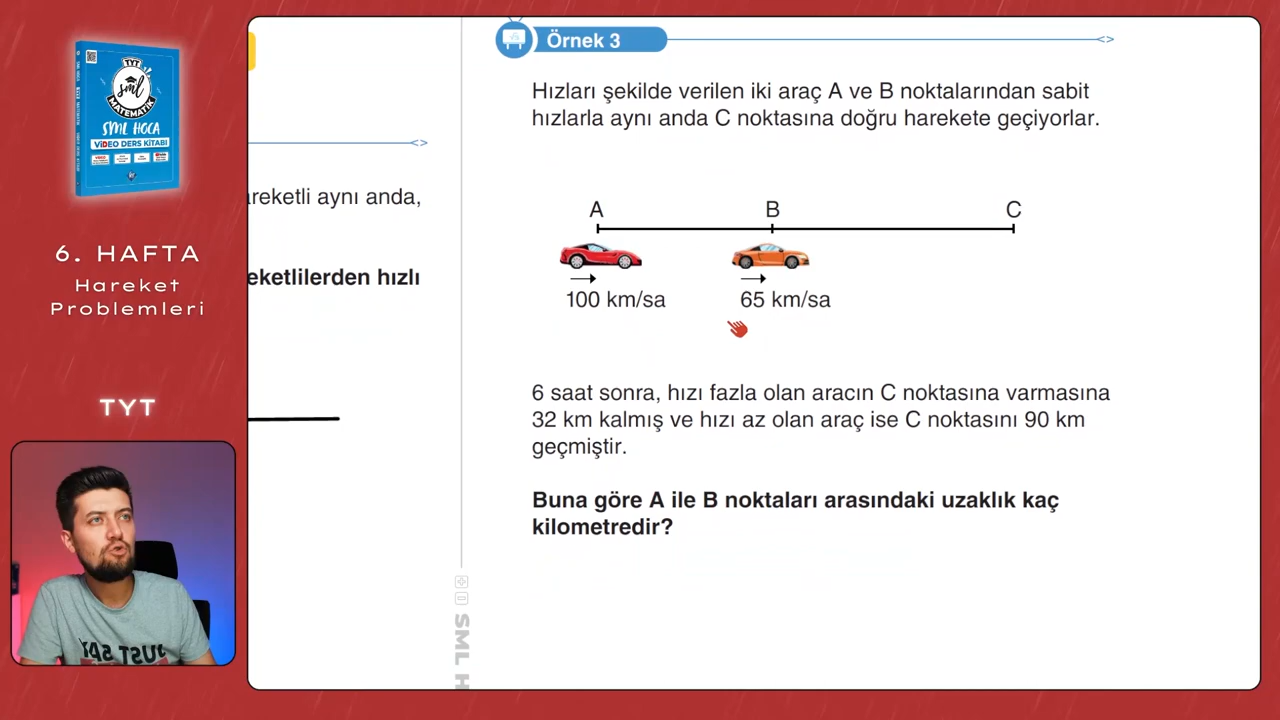 TYT
sml
MATEMATİK
SML HOCA
VİDEO DERS KİTABI
6. HAFTA
Hareket
Problemleri
TYT
areketli aynı anda,
eketlilerden hızlı
Örnek 3
Hızları şekilde verilen iki araç A ve B noktalarından sabit
hızlarla aynı anda C noktasına doğru harekete geçiyorlar.
A B C
100 km/sa 65 km/sa
6 saat sonra, hızı fazla olan aracın C noktasına varmasına
32 km kalmış ve hızı az olan araç ise C noktasını 90 km
geçmiştir.
Buna göre A ile B noktaları arasındaki uzaklık kaç
kilometredir?
SML H